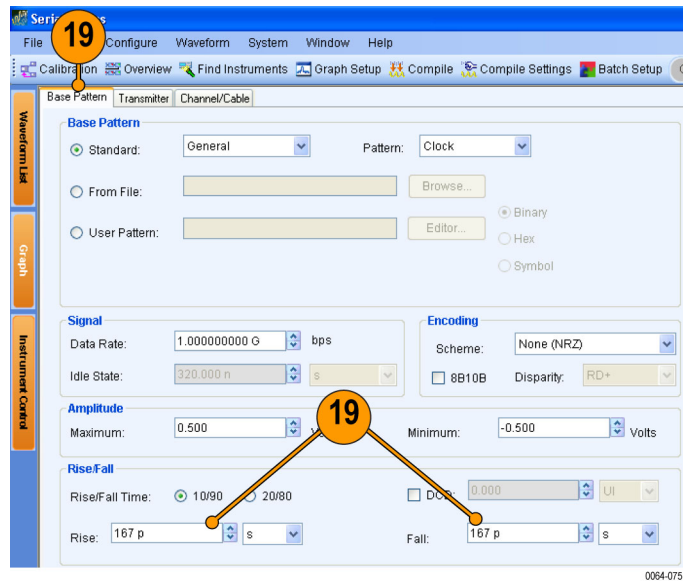 File Configure Waveform System Window Help
19
Calibration Overview Find Instruments Graph Setup Compile Compile Settings Batch Setup
Base Pattern Transmitter Channel/Cable
Waveform List
Graph
Instrument Control
Base Pattern
Standard: General Pattern: Clock
From File: Browse...
User Pattern: Editor...
Binary
Hex
Symbol
Signal
Data Rate: 1.000000000 G bps
Idle State: 320.000 n s
Encoding
Scheme: None (NRZ)
8B10B Disparity: RD+
Amplitude
Maximum: 0.500
19
Minimum: -0.500 Volts
Rise/Fall
Rise/Fall Time: 10/90 20/80
DCD: 0.000 UI
Rise: 167 p s
Fall: 167 p s
0064-075